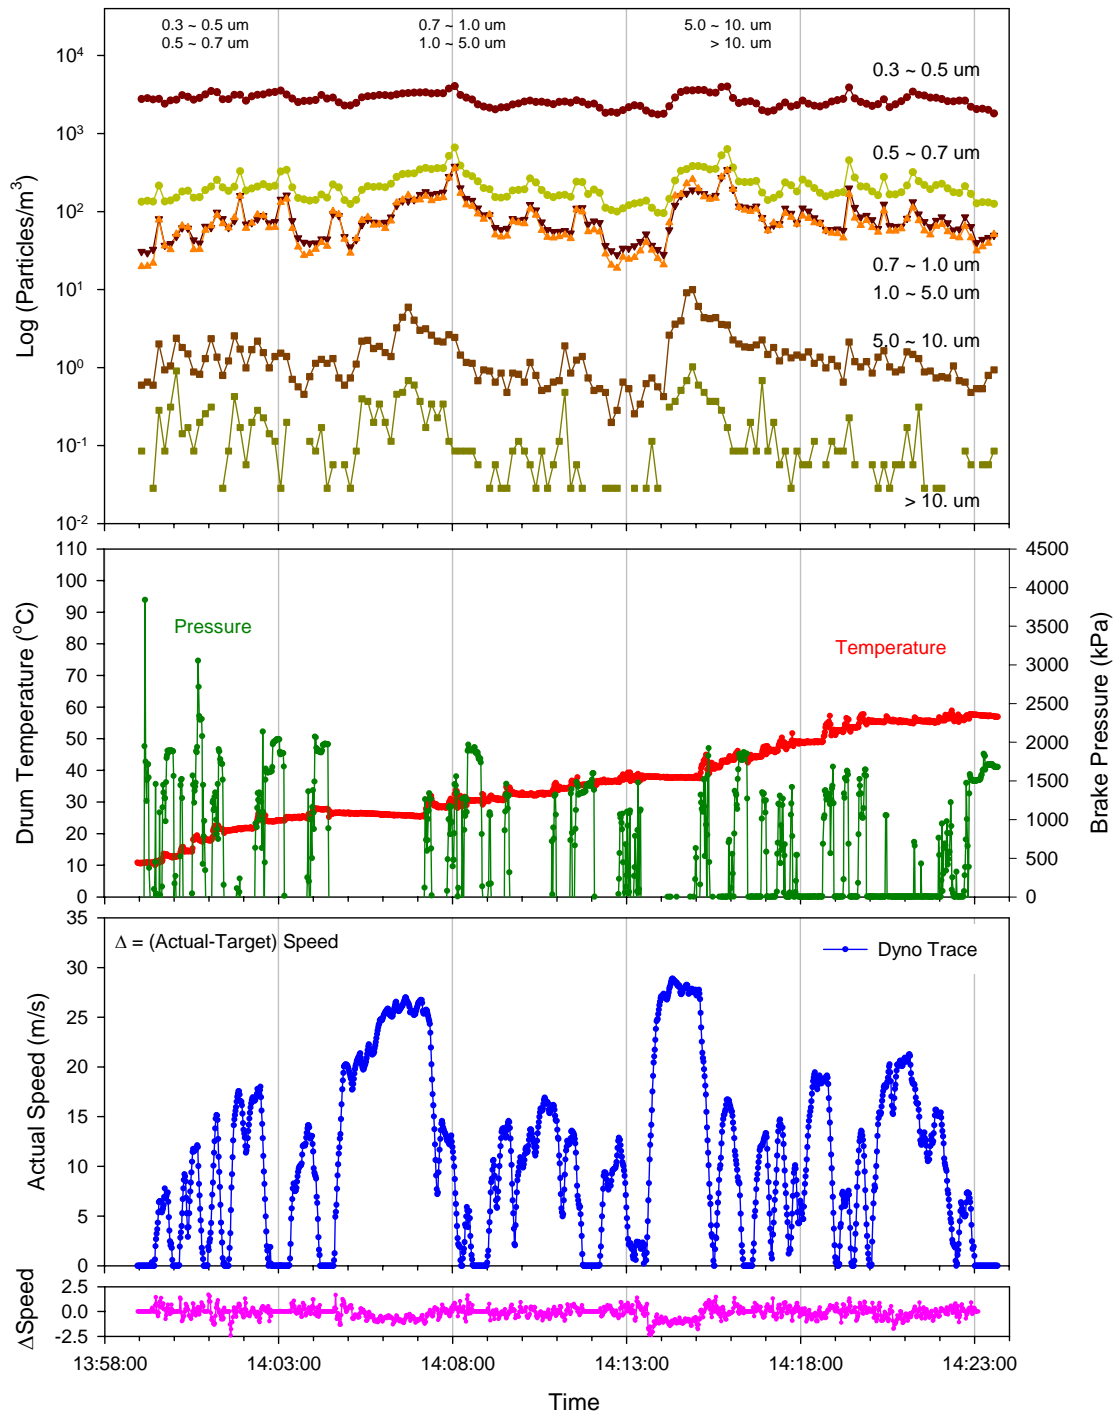 0.3 ~ 0.5 um 0.7 ~ 1.0 um 5.0 ~ 10. um
0.5 ~ 0.7 um 1.0 ~ 5.0 um > 10. um
10⁴
0.3 ~ 0.5 um
10³
0.5 ~ 0.7 um
10²
0.7 ~ 1.0 um
10¹
1.0 ~ 5.0 um
5.0 ~ 10. um
10⁰
10⁻¹
> 10. um
10⁻²
Log (Particles/m³)
110 4500
100 4000
90 3500
80 3000
70 2500
60 2000
50 1500
40 1000
30 500
20 0
10
0
Pressure
Temperature
Drum Temperature (°C)
Brake Pressure (kPa)
35
30
25
20
15
10
5
0
Δ = (Actual-Target) Speed
Dyno Trace
Actual Speed (m/s)
2.5
0.0
-2.5
ΔSpeed
13:58:00 14:03:00 14:08:00 14:13:00 14:18:00 14:23:00
Time